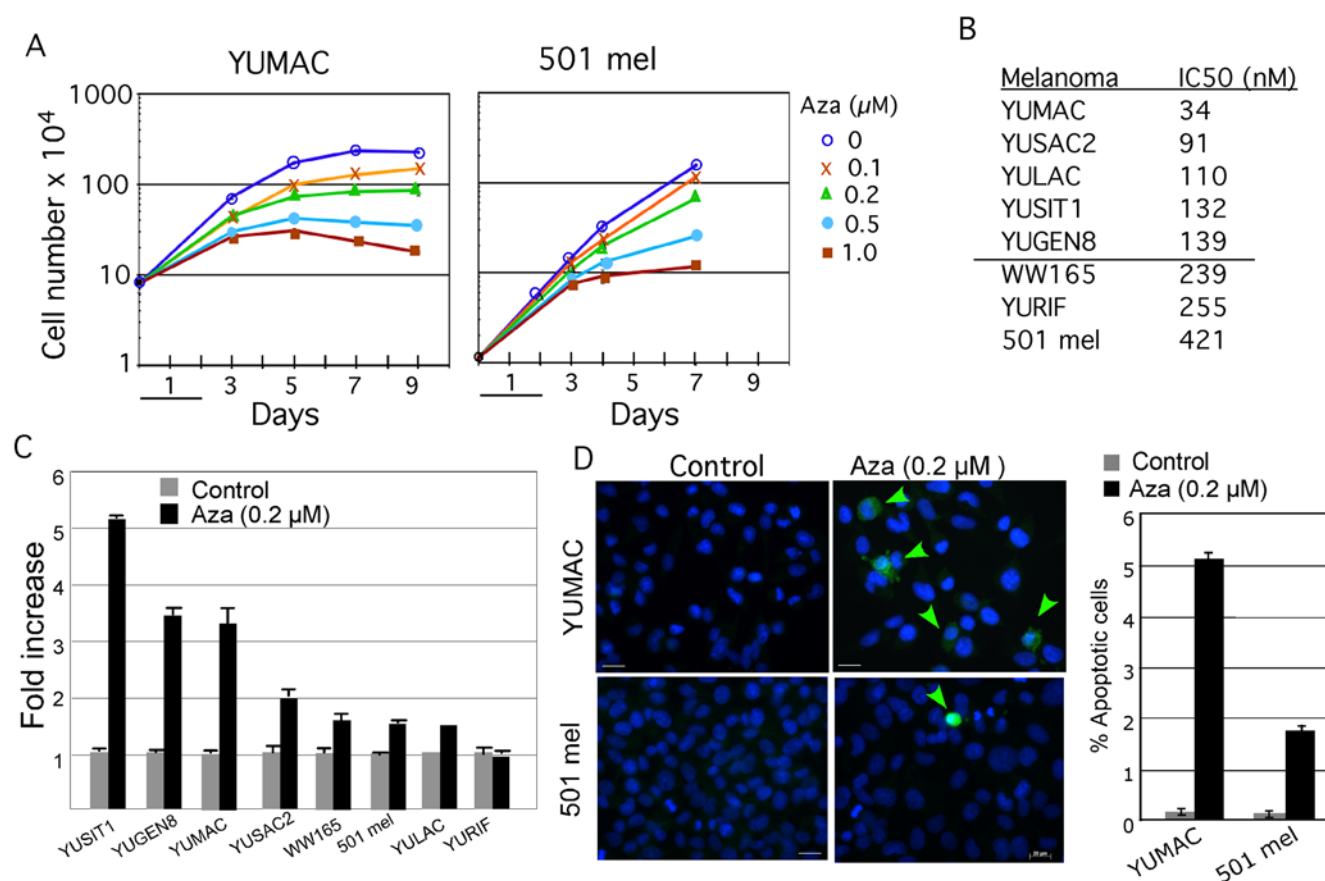 A
YUMAC
501 mel
Cell number x 10⁴
1000
100
10
1
1 3 5 7 9
Days
1 3 5 7 9
Days
Aza (µM)
0
0.1
0.2
0.5
1.0
B
Melanoma IC50 (nM)
YUMAC 34
YUSAC2 91
YULAC 110
YUSIT1 132
YUGEN8 139
WW165 239
YURIF 255
501 mel 421
C
Fold increase
6
5
4
3
2
1
Control
Aza (0.2 µM)
YUSIT1 YUGEN8 YUMAC YUSAC2 WW165 501 mel YULAC YURIF
D
Control Aza (0.2 µM )
YUMAC
501 mel
20 µm
Control
Aza (0.2 µM)
% Apoptotic cells
6
5
4
3
2
1
0
YUMAC 501 mel